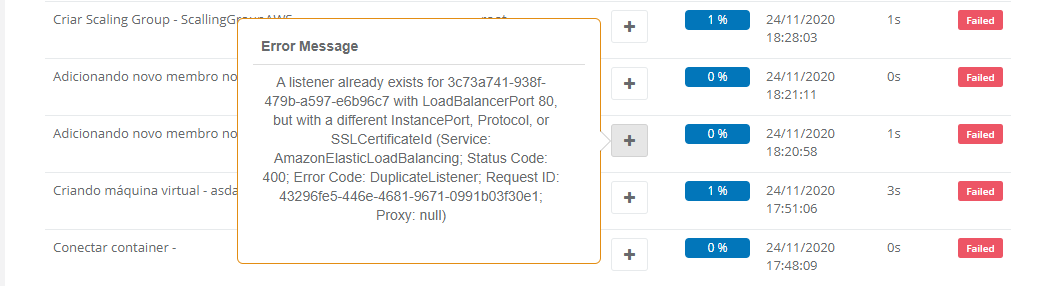 Criar Scaling Group - ScallingGroupAWS
1 %
24/11/2020
18:28:03
1s
Failed
Adicionando novo membro no
0 %
24/11/2020
18:21:11
0s
Failed
Adicionando novo membro no
0 %
24/11/2020
18:20:58
1s
Failed
Criando máquina virtual - asda
1 %
24/11/2020
17:51:06
3s
Failed
Conectar container -
0 %
24/11/2020
17:48:09
0s
Failed
Error Message
A listener already exists for 3c73a741-938f-
479b-a597-e6b96c7 with LoadBalancerPort 80,
but with a different InstancePort, Protocol, or
SSLCertificateId (Service:
AmazonElasticLoadBalancing; Status Code:
400; Error Code: DuplicateListener; Request ID:
43296fe5-446e-4681-9671-0991b03f30e1;
Proxy: null)